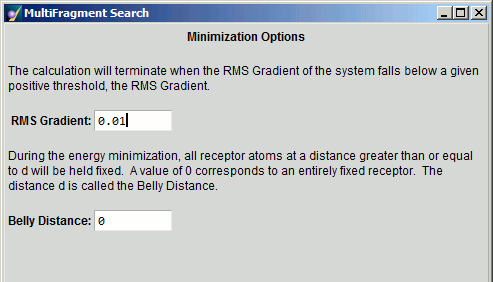 MultiFragment Search
Minimization Options
The calculation will terminate when the RMS Gradient of the system falls below a given
positive threshold, the RMS Gradient.
RMS Gradient: 0.01
During the energy minimization, all receptor atoms at a distance greater than or equal
to d will be held fixed. A value of 0 corresponds to an entirely fixed receptor. The
distance d is called the Belly Distance.
Belly Distance: 0